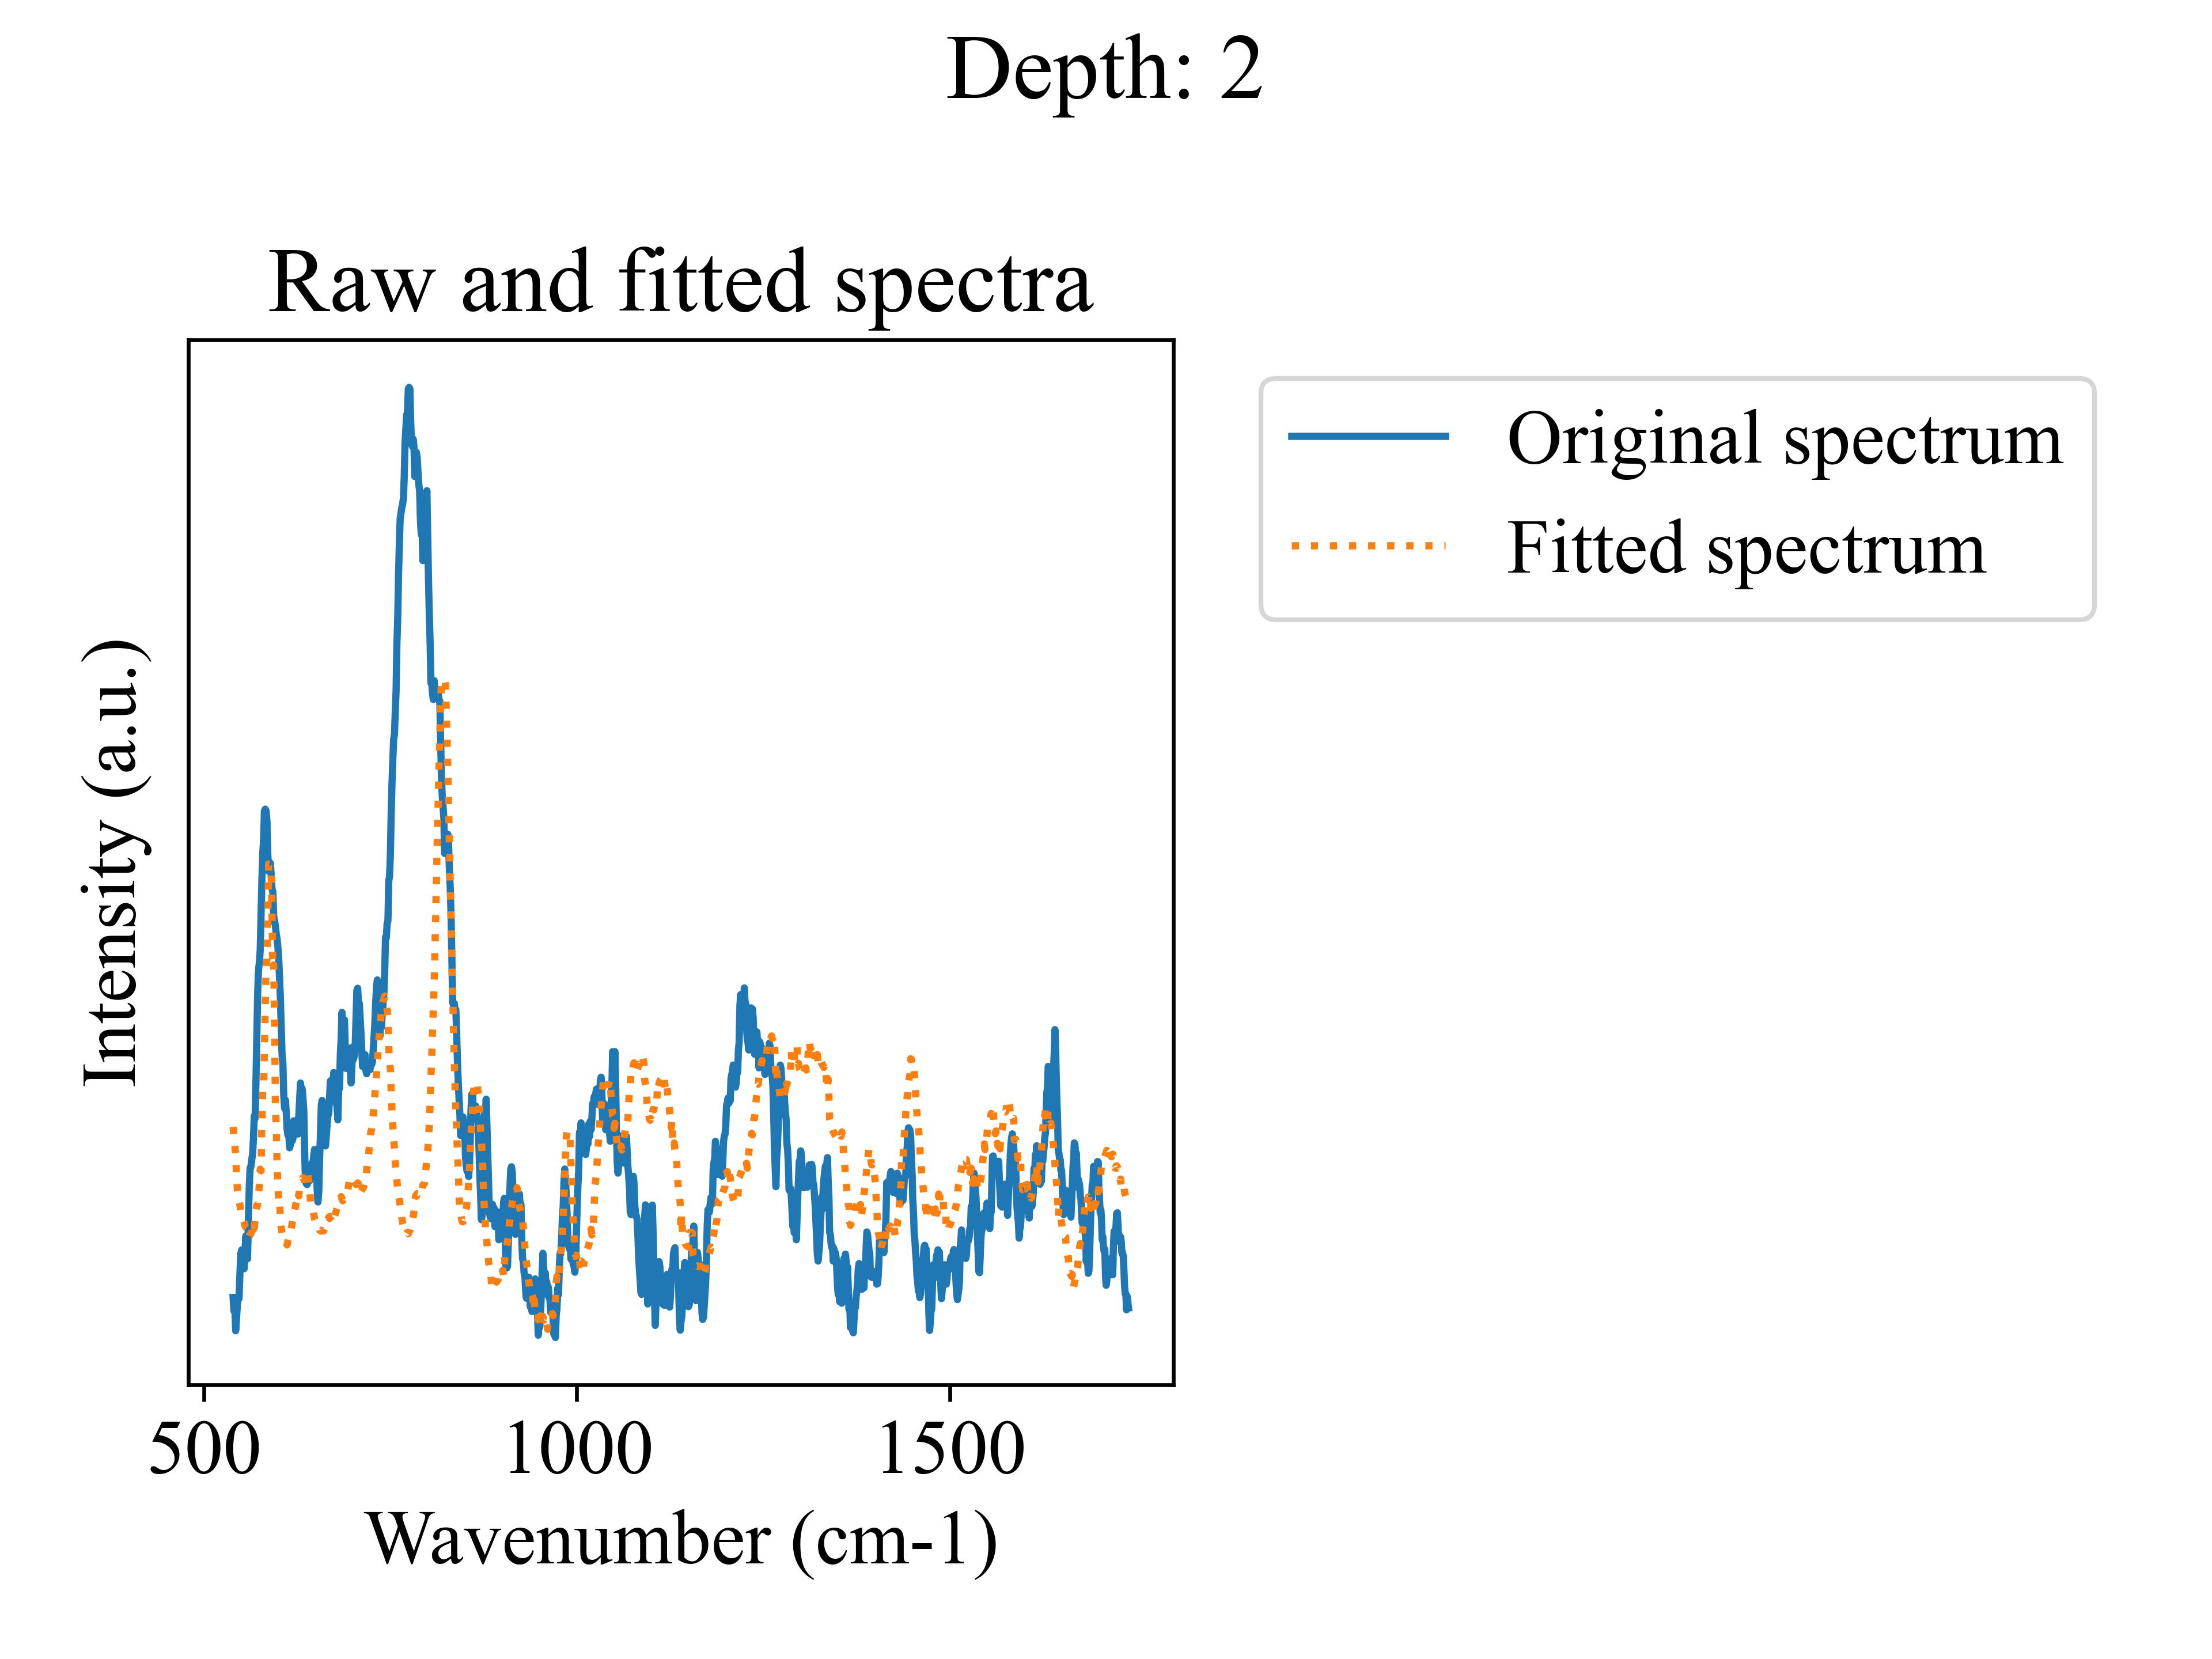 Depth: 2
Raw and fitted spectra
Original spectrum
Fitted spectrum
Intensity (a.u.)
500 1000 1500
Wavenumber (cm-1)